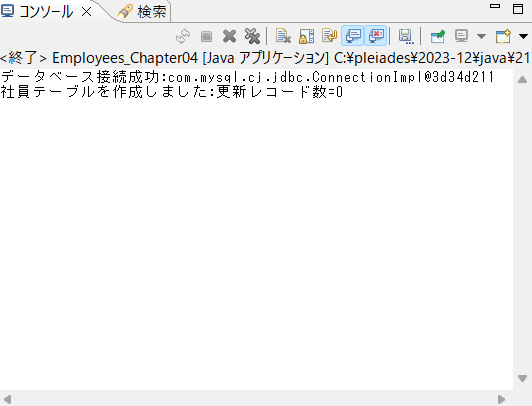 コンソール 検索
<終了> Employees_Chapter04 [Java アプリケーション] C:¥pleiades¥2023-12¥java¥21
データベース接続成功:com.mysql.cj.jdbc.ConnectionImpl@3d34d211
社員テーブルを作成しました:更新レコード数=0